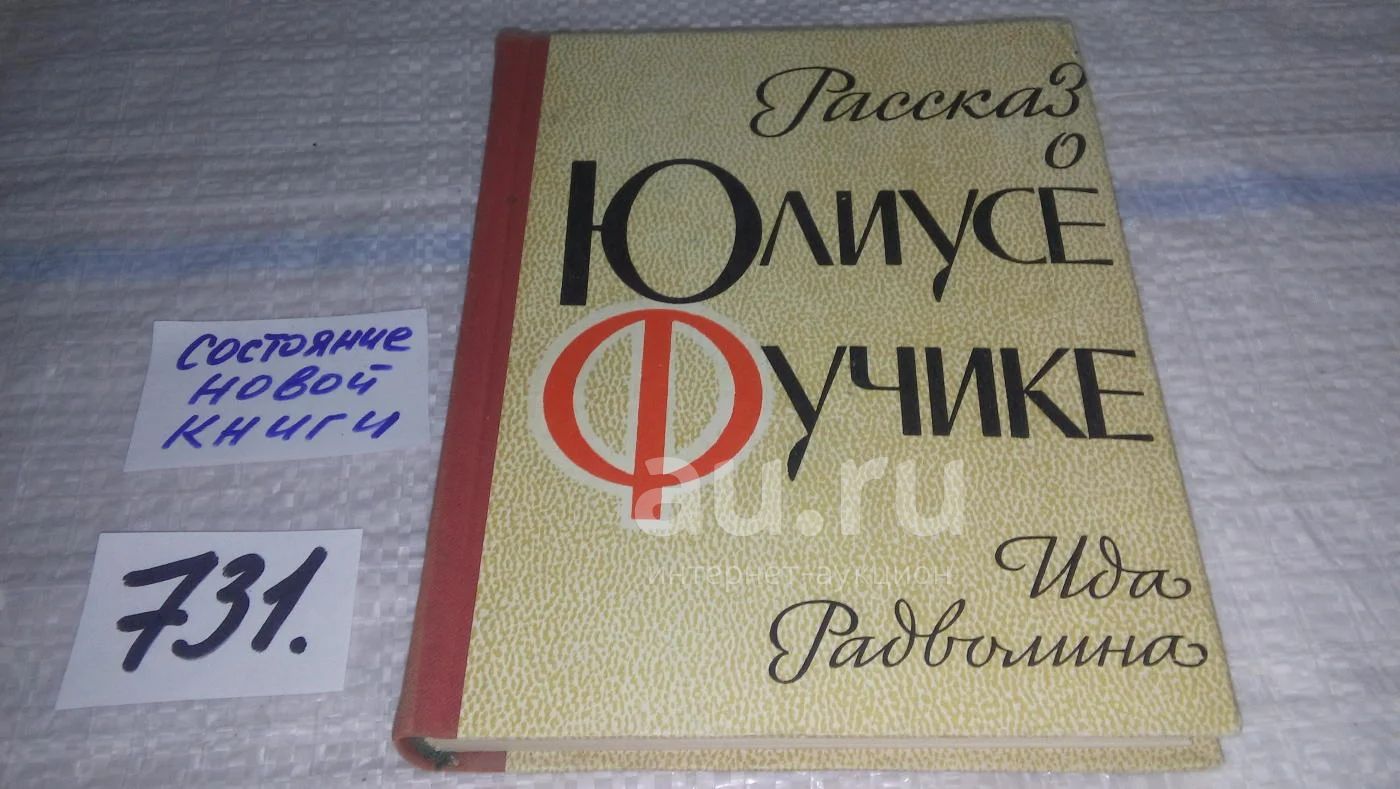 Рассказ
о
ЮЛИУСЕ
ФУЧИКЕ
Ида
Радволина
состояние
новой
книги
731.
au.ru
интернет-аукцион